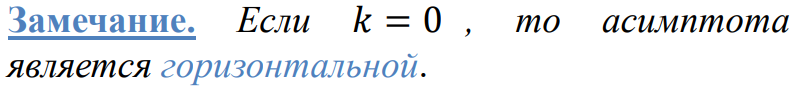 Замечание. Если k = 0 , то асимптота
является горизонтальной.